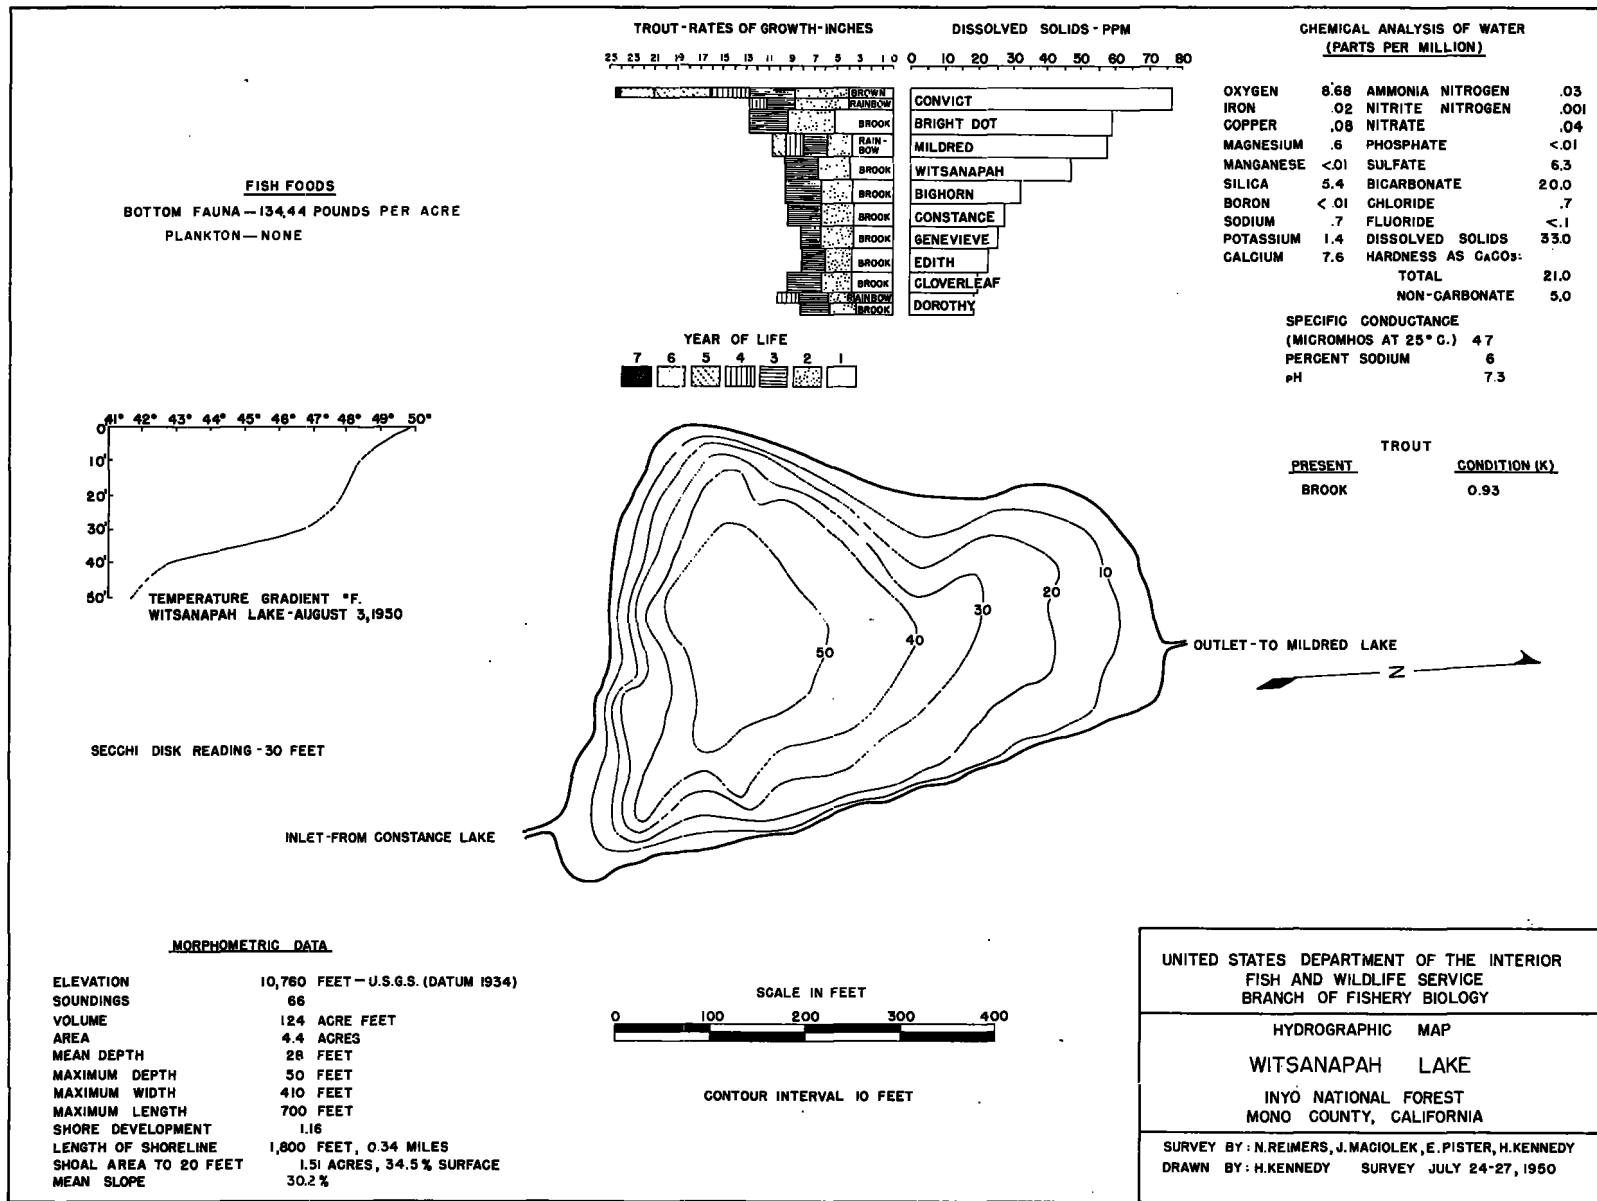 TROUT-RATES OF GROWTH-INCHES
25 23 21 19 17 15 13 11 9 7 5 3 1 0
BROWN
RAINBOW
BROOK
RAIN-
BOW
BROOK
BROOK
BROOK
BROOK
BROOK
BROOK
RAINBOW
BROOK
DISSOLVED SOLIDS - PPM
0 10 20 30 40 50 60 70 80
CONVICT
BRIGHT DOT
MILDRED
WITSANAPAH
BIGHORN
CONSTANCE
GENEVIEVE
EDITH
CLOVERLEAF
DOROTHY
YEAR OF LIFE
7 6 5 4 3 2 1
CHEMICAL ANALYSIS OF WATER
(PARTS PER MILLION)
OXYGEN 8.68 AMMONIA NITROGEN .03
IRON .02 NITRITE NITROGEN .001
COPPER .08 NITRATE .04
MAGNESIUM .6 PHOSPHATE <.01
MANGANESE <.01 SULFATE 6.3
SILICA 5.4 BICARBONATE 20.0
BORON <.01 CHLORIDE .7
SODIUM .7 FLUORIDE <.1
POTASSIUM 1.4 DISSOLVED SOLIDS 33.0
CALCIUM 7.6 HARDNESS AS CACO3:
TOTAL 21.0
NON-CARBONATE 5.0
SPECIFIC CONDUCTANCE
(MICROMHOS AT 25° C.) 47
PERCENT SODIUM 6
PH 7.3
FISH FOODS
BOTTOM FAUNA—134.44 POUNDS PER ACRE
PLANKTON—NONE
TROUT
PRESENT CONDITION (K)
BROOK 0.93
41° 42° 43° 44° 45° 46° 47° 48° 49° 50°
0
10'
20'
30'
40'
50'
TEMPERATURE GRADIENT °F.
WITSANAPAH LAKE-AUGUST 3,1950
10
20
30
40
50
OUTLET-TO MILDRED LAKE
N
SECCHI DISK READING - 30 FEET
INLET-FROM CONSTANCE LAKE
MORPHOMETRIC DATA
ELEVATION 10,760 FEET—U.S.G.S. (DATUM 1934)
SOUNDINGS 66
VOLUME 124 ACRE FEET
AREA 4.4 ACRES
MEAN DEPTH 28 FEET
MAXIMUM DEPTH 50 FEET
MAXIMUM WIDTH 410 FEET
MAXIMUM LENGTH 700 FEET
SHORE DEVELOPMENT 1.16
LENGTH OF SHORELINE 1,800 FEET, 0.34 MILES
SHOAL AREA TO 20 FEET 1.51 ACRES, 34.5% SURFACE
MEAN SLOPE 30.2%
SCALE IN FEET
0 100 200 300 400
CONTOUR INTERVAL 10 FEET
UNITED STATES DEPARTMENT OF THE INTERIOR
FISH AND WILDLIFE SERVICE
BRANCH OF FISHERY BIOLOGY
HYDROGRAPHIC MAP
WITSANAPAH LAKE
INYO NATIONAL FOREST
MONO COUNTY, CALIFORNIA
SURVEY BY: N.REIMERS, J.MACIOLEK, E.PISTER, H.KENNEDY
DRAWN BY: H.KENNEDY SURVEY JULY 24-27, 1950